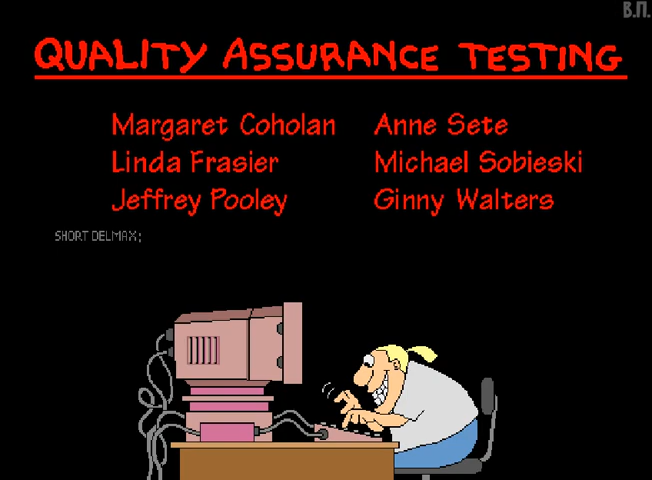 В.П.
QUALITY ASSURANCE TESTING
Margaret Coholan Anne Sete
Linda Frasier Michael Sobieski
Jeffrey Pooley Ginny Walters
SHORT DELMAX;